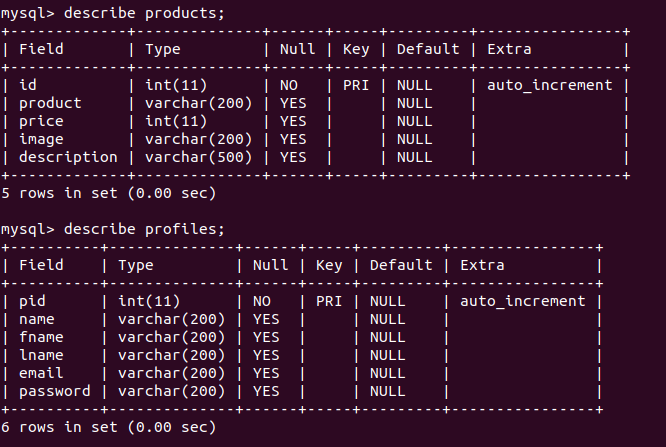 mysql> describe products;
+-------------+--------------+------+-----+---------+----------------+
| Field       | Type         | Null | Key | Default | Extra          |
+-------------+--------------+------+-----+---------+----------------+
| id          | int(11)      | NO   | PRI | NULL    | auto_increment |
| product     | varchar(200) | YES  |     | NULL    |                |
| price       | int(11)      | YES  |     | NULL    |                |
| image       | varchar(200) | YES  |     | NULL    |                |
| description | varchar(500) | YES  |     | NULL    |                |
+-------------+--------------+------+-----+---------+----------------+
5 rows in set (0.00 sec)

mysql> describe profiles;
+----------+--------------+------+-----+---------+----------------+
| Field    | Type         | Null | Key | Default | Extra          |
+----------+--------------+------+-----+---------+----------------+
| pid      | int(11)      | NO   | PRI | NULL    | auto_increment |
| name     | varchar(200) | YES  |     | NULL    |                |
| fname    | varchar(200) | YES  |     | NULL    |                |
| lname    | varchar(200) | YES  |     | NULL    |                |
| email    | varchar(200) | YES  |     | NULL    |                |
| password | varchar(200) | YES  |     | NULL    |                |
+----------+--------------+------+-----+---------+----------------+
6 rows in set (0.00 sec)